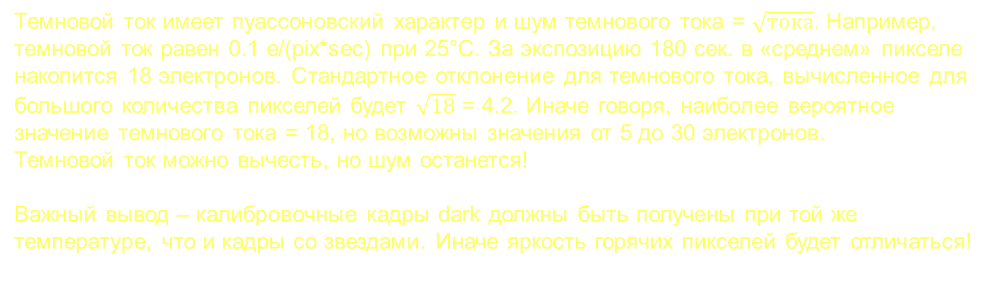 Темновой ток имеет пуассоновский характер и шум темнового тока = √тока. Например,
темновой ток равен 0.1 e/(pix*sec) при 25°C. За экспозицию 180 сек. в «среднем» пикселе
накопится 18 электронов. Стандартное отклонение для темнового тока, вычисленное для
большого количества пикселей будет √18 = 4.2. Иначе говоря, наиболее вероятное
значение темнового тока = 18, но возможны значения от 5 до 30 электронов.
Темновой ток можно вычесть, но шум останется!
Важный вывод – калибровочные кадры dark должны быть получены при той же
температуре, что и кадры со звездами. Иначе яркость горячих пикселей будет отличаться!